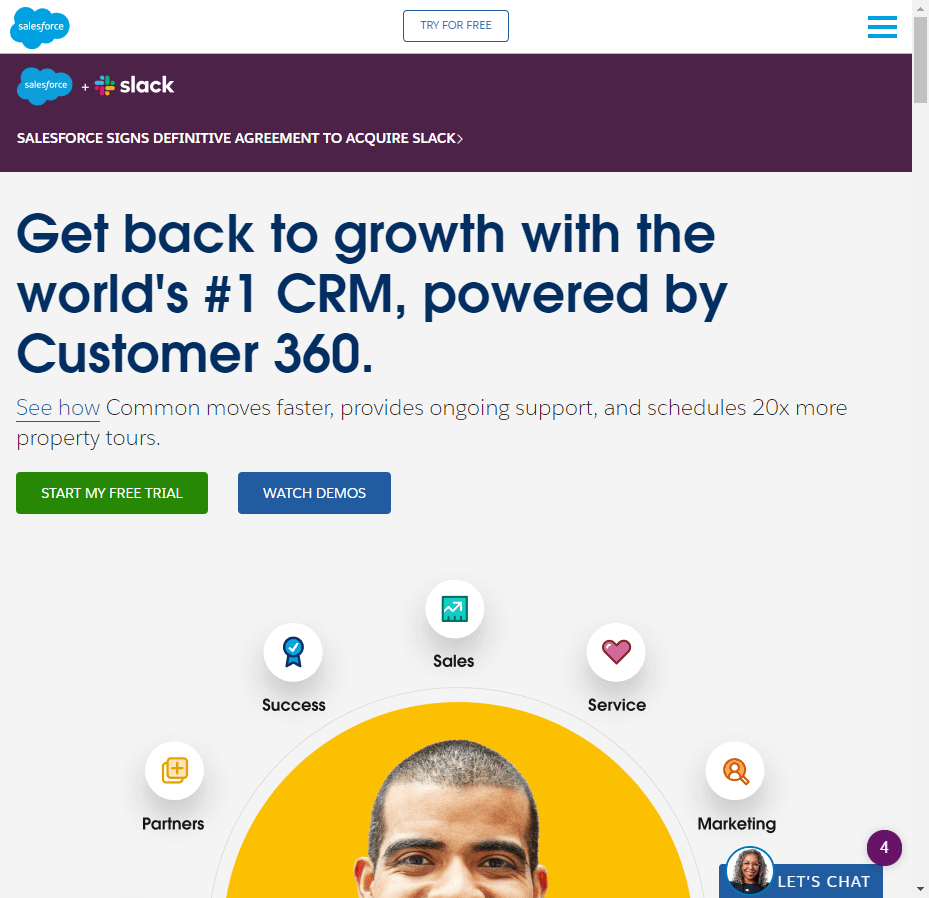 salesforce
TRY FOR FREE
salesforce + slack
SALESFORCE SIGNS DEFINITIVE AGREEMENT TO ACQUIRE SLACK
Get back to growth with the
world's #1 CRM, powered by
Customer 360.
See how Common moves faster, provides ongoing support, and schedules 20x more
property tours.
START MY FREE TRIAL
WATCH DEMOS
Sales
Success
Service
Partners
Marketing
4
LET'S CHAT